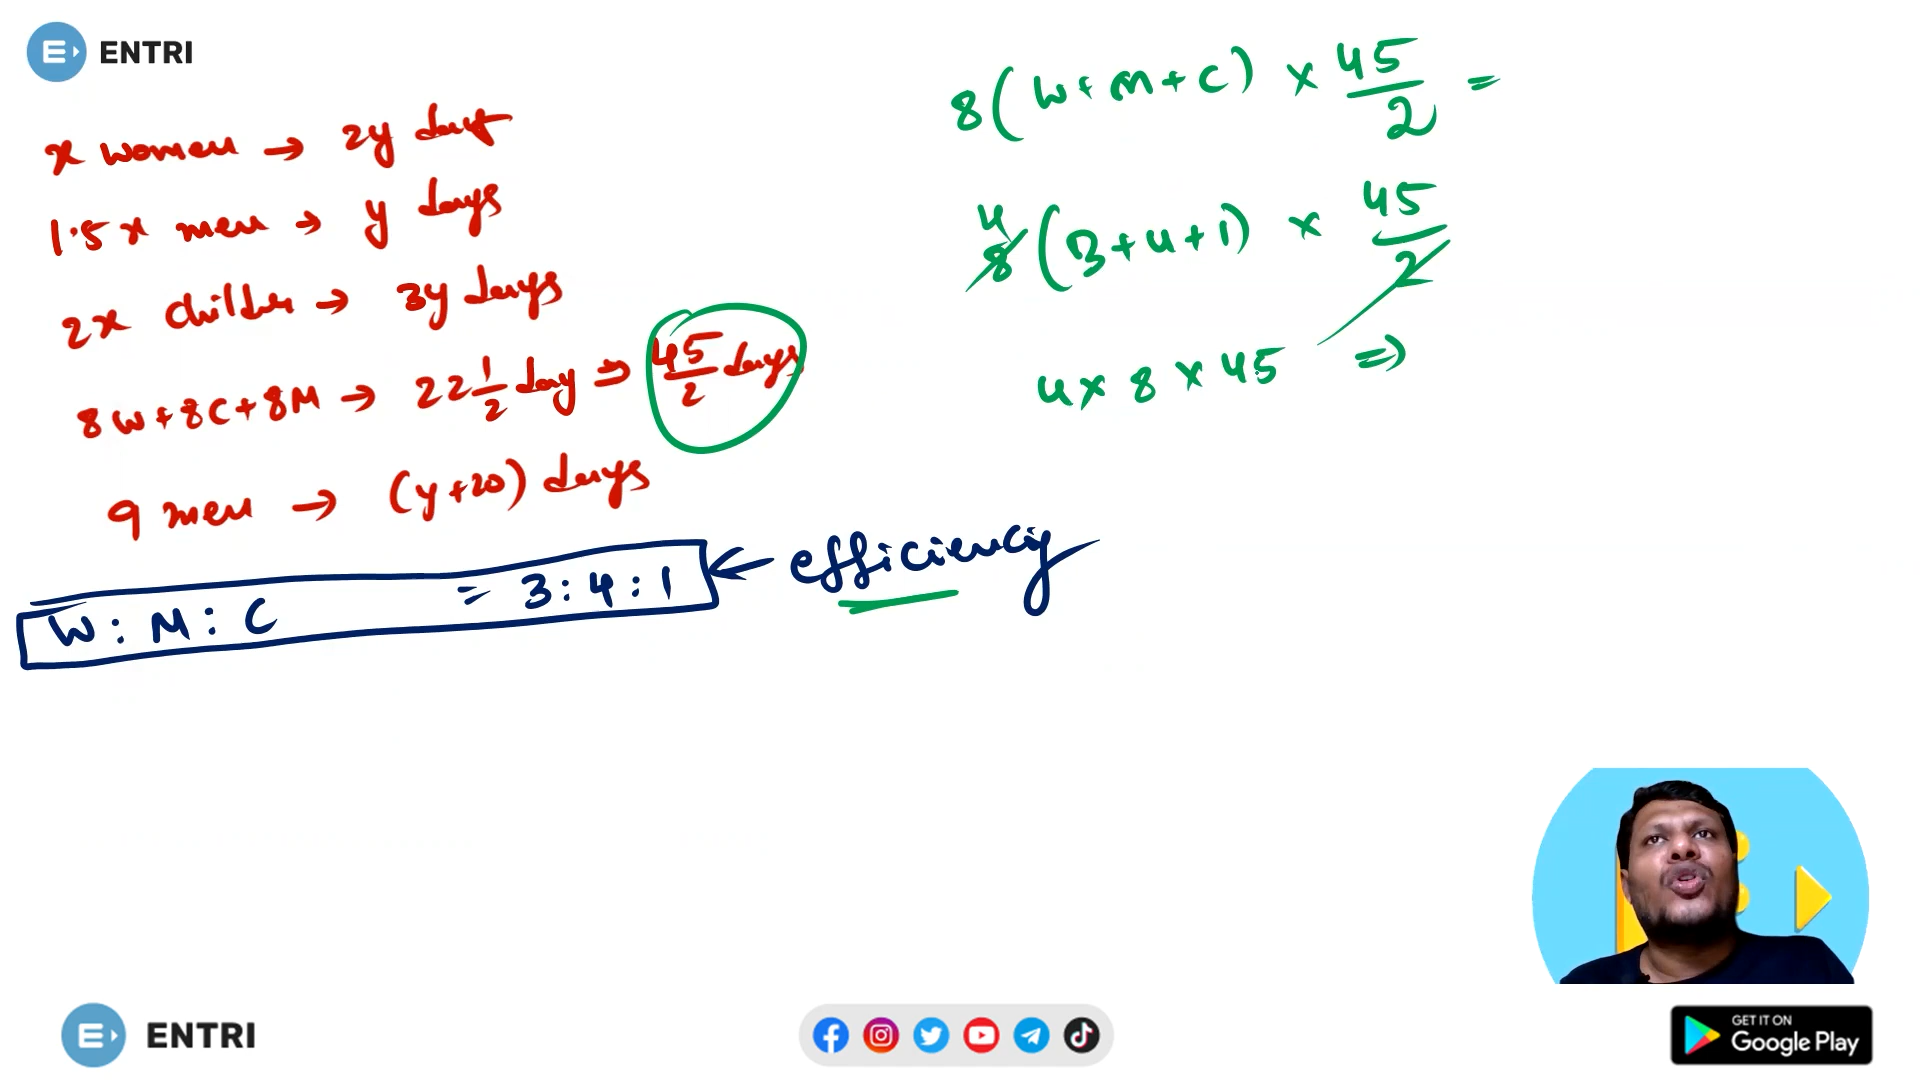 ENTRI
x women → 2y days
1.5x men → y days
2x children → 3y days
8W+8C+8M → 22 1/2 day ⇒ 45/2 days
9 men → (y+20) days
W : M : C = 3:4:1 ← efficiency
8(W+M+C) × 45/2 =
4
8(3+4+1) × 45/2
4 × 8 × 45 ⇒
ENTRI
GET IT ON
Google Play